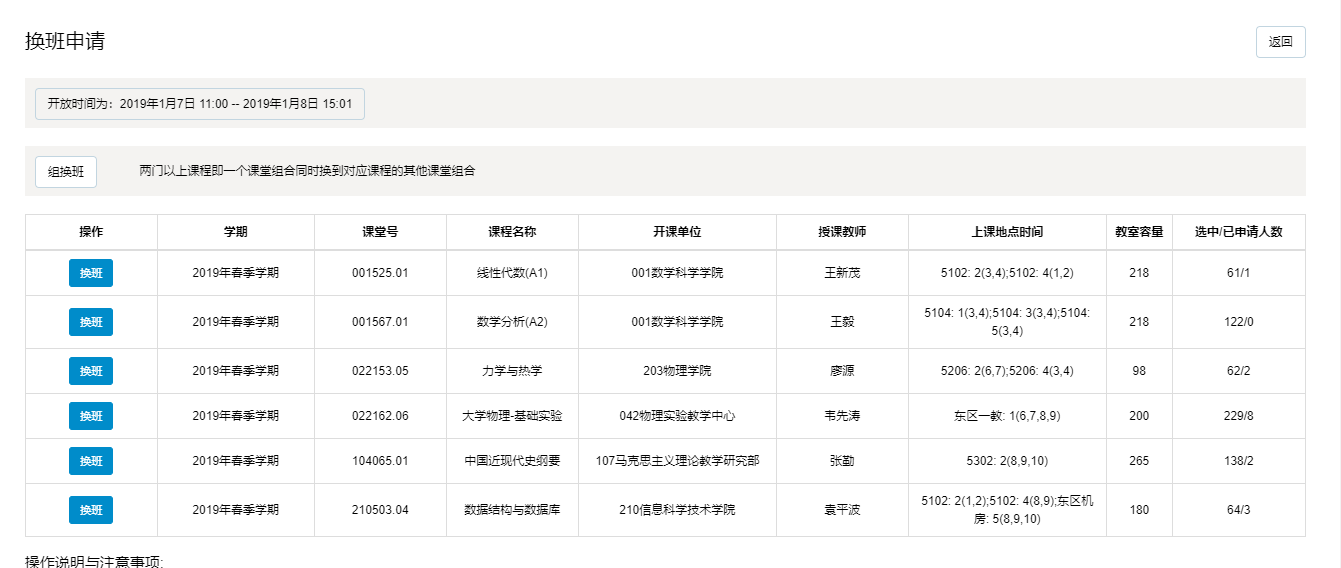 换班申请
返回
开放时间为：2019年1月7日 11:00 -- 2019年1月8日 15:01
组换班 两门以上课程即一个课堂组合同时换到对应课程的其他课堂组合
操作 学期 课堂号 课程名称 开课单位 授课教师 上课地点时间 教室容量 选中/已申请人数
换班 2019年春季学期 001525.01 线性代数(A1) 001数学科学学院 王新茂 5102: 2(3,4);5102: 4(1,2) 218 61/1
换班 2019年春季学期 001567.01 数学分析(A2) 001数学科学学院 王毅 5104: 1(3,4);5104: 3(3,4);5104: 5(3,4) 218 122/0
换班 2019年春季学期 022153.05 力学与热学 203物理学院 廖源 5206: 2(6,7);5206: 4(3,4) 98 62/2
换班 2019年春季学期 022162.06 大学物理-基础实验 042物理实验教学中心 韦先涛 东区一教: 1(6,7,8,9) 200 229/8
换班 2019年春季学期 104065.01 中国近现代史纲要 107马克思主义理论教学研究部 张勤 5302: 2(8,9,10) 265 138/2
换班 2019年春季学期 210503.04 数据结构与数据库 210信息科学技术学院 袁平波 5102: 2(1,2);5102: 4(8,9);东区机房: 5(8,9,10) 180 64/3
操作说明与注意事项: